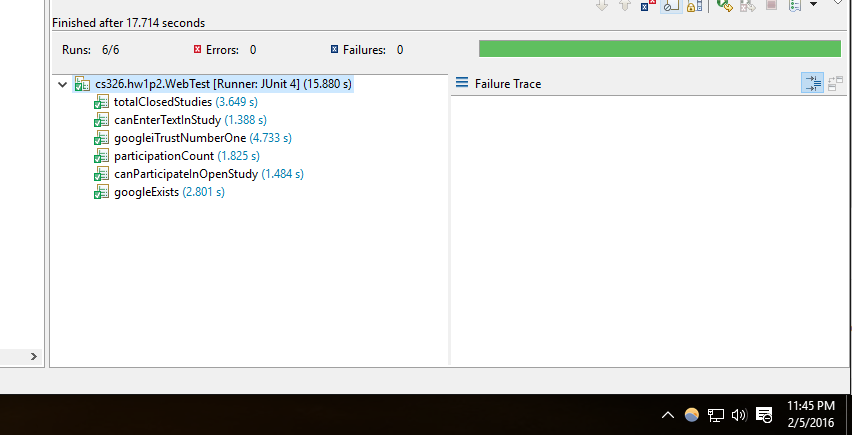 Finished after 17.714 seconds
Runs: 6/6 Errors: 0 Failures: 0
cs326.hw1p2.WebTest [Runner: JUnit 4] (15.880 s)
Failure Trace
totalClosedStudies (3.649 s)
canEnterTextInStudy (1.388 s)
googleiTrustNumberOne (4.733 s)
participationCount (1.825 s)
canParticipateInOpenStudy (1.484 s)
googleExists (2.801 s)
11:45 PM
2/5/2016